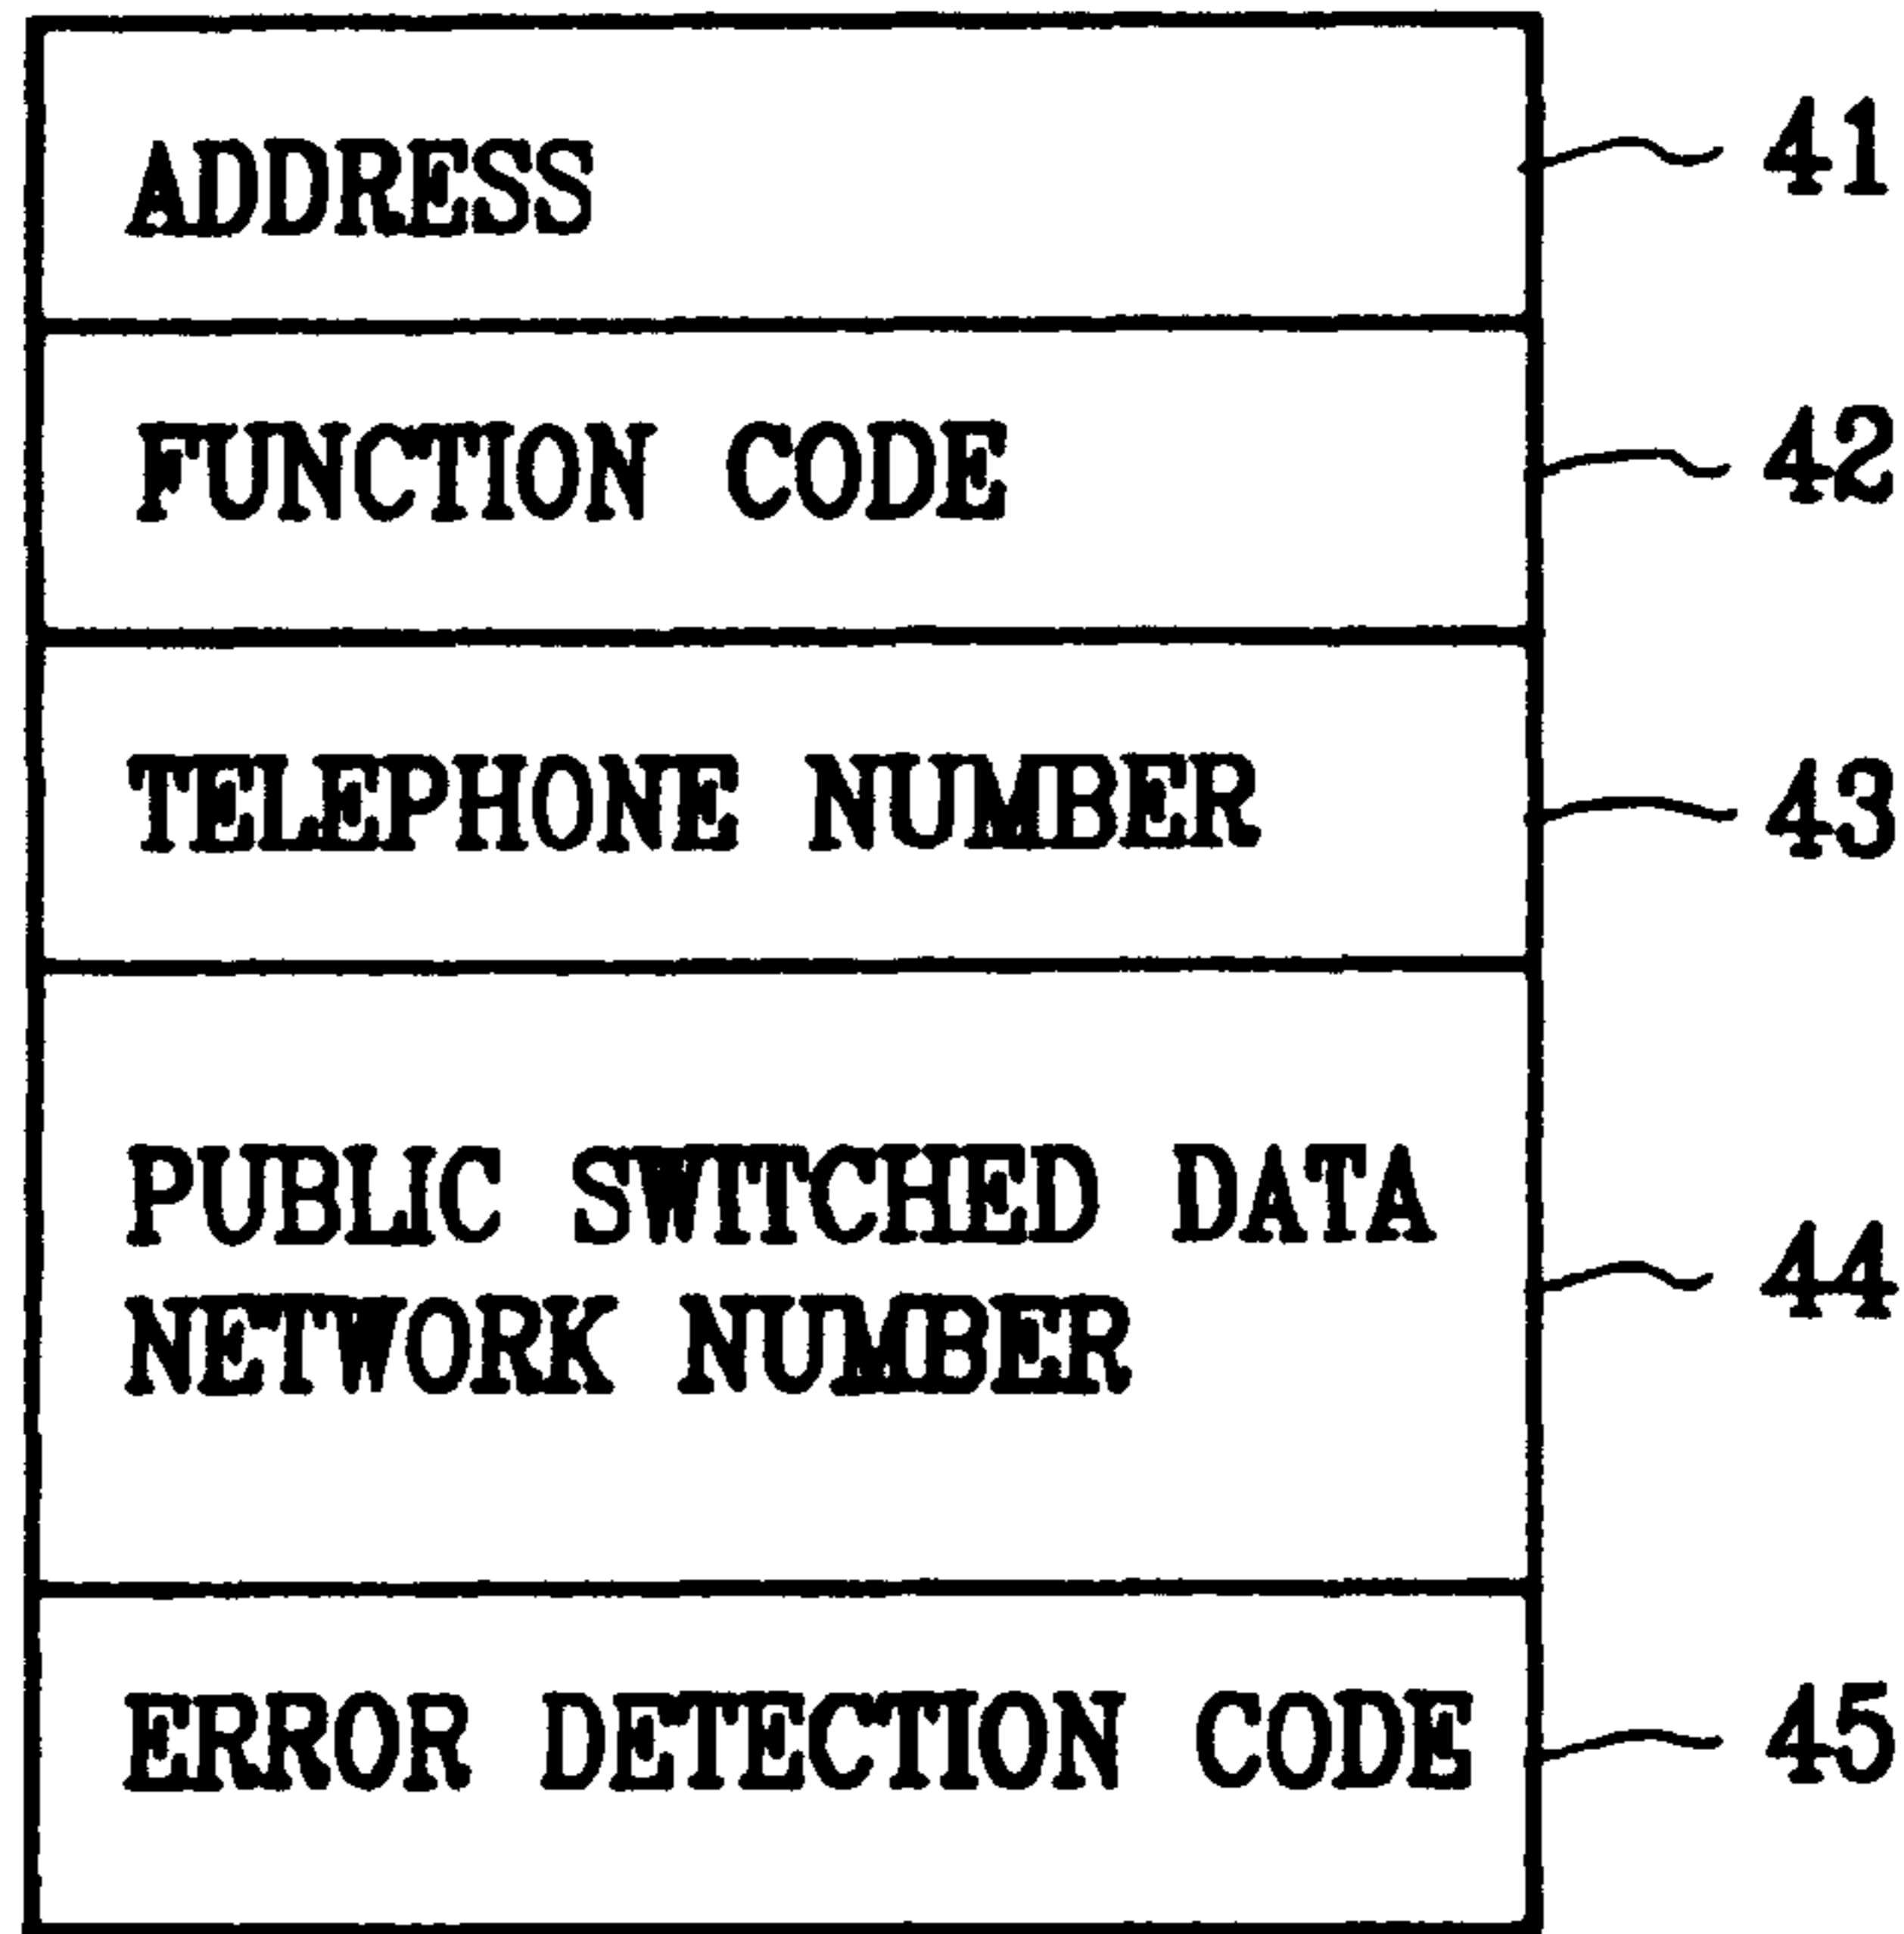 ADDRESS 41
FUNCTION CODE 42
TELEPHONE NUMBER 43
PUBLIC SWITCHED DATA
NETWORK NUMBER
44
ERROR DETECTION CODE 45